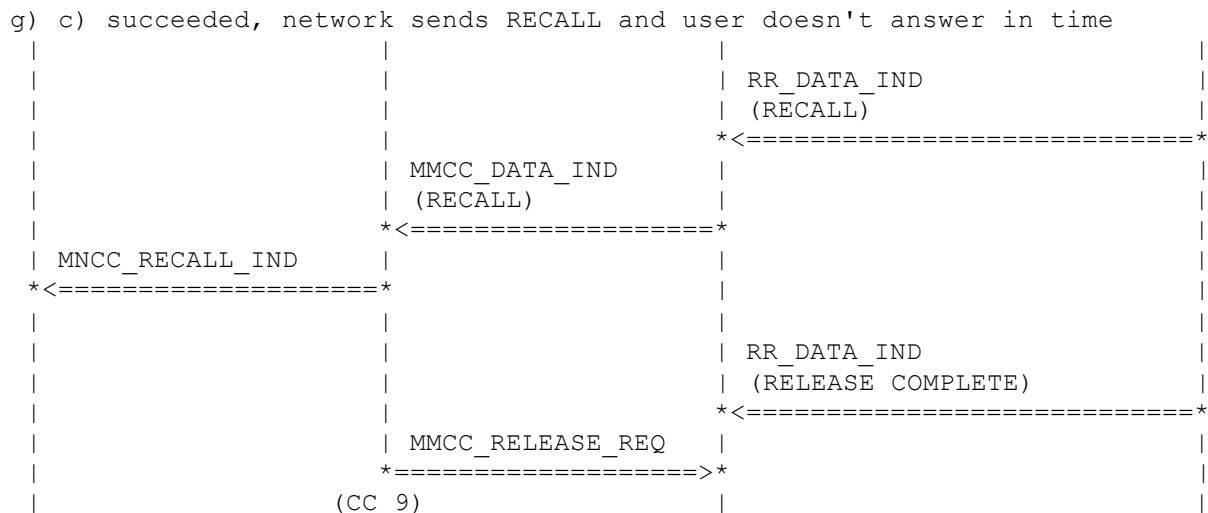 g) c) succeeded, network sends RECALL and user doesn't answer in time
| | | |
| | | RR_DATA_IND |
| | | (RECALL) |
| | *<============================*
| | MMCC_DATA_IND | |
| | (RECALL) | |
| *<===================* |
| MNCC_RECALL_IND | | |
*<====================* | |
| | | |
| | | RR_DATA_IND |
| | | (RELEASE COMPLETE) |
| | *<============================*
| | MMCC_RELEASE_REQ | |
| *===================>* |
| (CC 9) | |